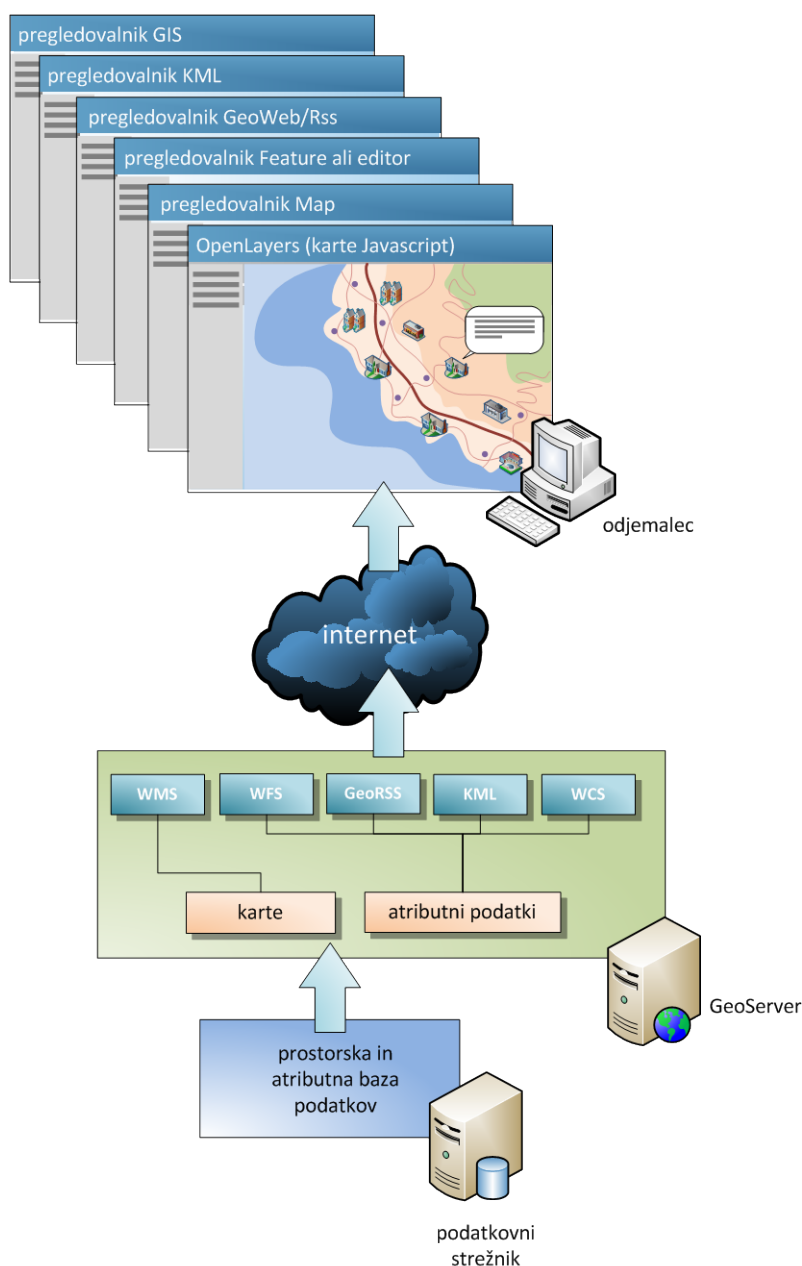 pregledovalnik GIS
pregledovalnik KML
pregledovalnik GeoWeb/Rss
pregledovalnik Feature ali editor
pregledovalnik Map
OpenLayers (karte Javascript)
odjemalec
internet
WMS
WFS
GeoRSS
KML
WCS
karte
atributni podatki
GeoServer
prostorska in
atributna baza
podatkov
podatkovni
strežnik